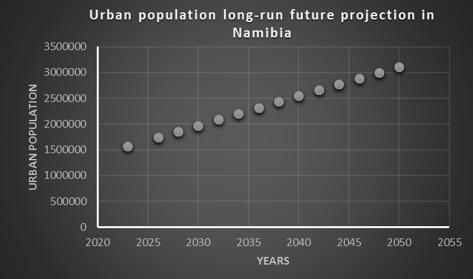 Urban population long-run future projection in
Namibia
3500000
3000000
2500000
2000000
1500000
1000000
500000
0
URBAN POPULATION
2020 2025 2030 2035 2040 2045 2050 2055
YEARS